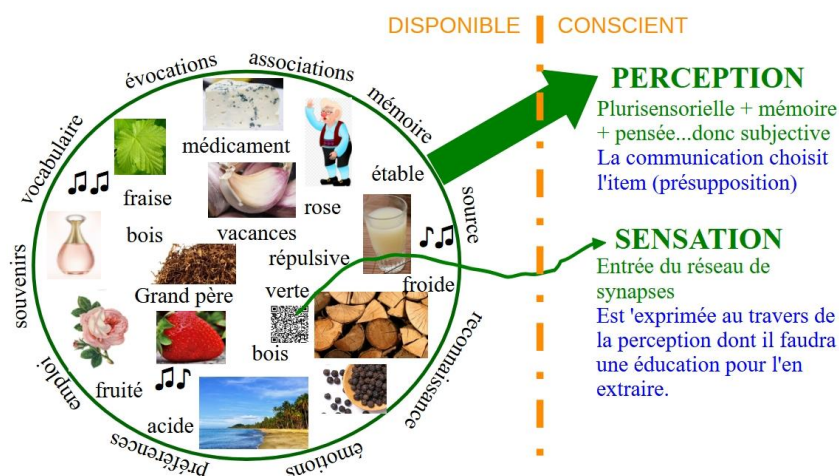 DISPONIBLE
CONSCIENT
évocations
associations
mémoire
vocabulaire
source
souvenirs
reconnaissance
emploi
préférences
émotions
médicament
étable
fraise
rose
bois
vacances
répulsive
froide
Grand père
verte
bois
fruité
acide
PERCEPTION
Plurisensorielle + mémoire
+ pensée...donc subjective
La communication choisit
l'item (présupposition)
SENSATION
Entrée du réseau de
synapses
Est 'exprimée au travers de
la perception dont il faudra
une éducation pour l'en
extraire.